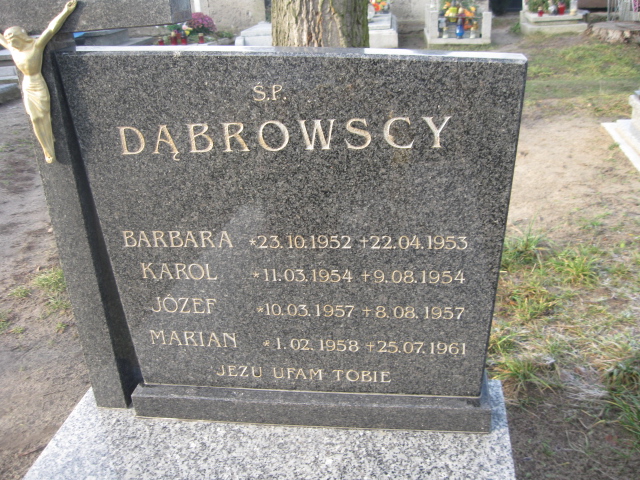 Ś.P.
DĄBROWSCY
BARBARA *23.10.1952 +22.04.1953
KAROL *11.03.1954 +9.08.1954
JÓZEF *10.03.1957 +8.08.1957
MARIAN *1.02.1958 +25.07.1961
JEZU UFAM TOBIE